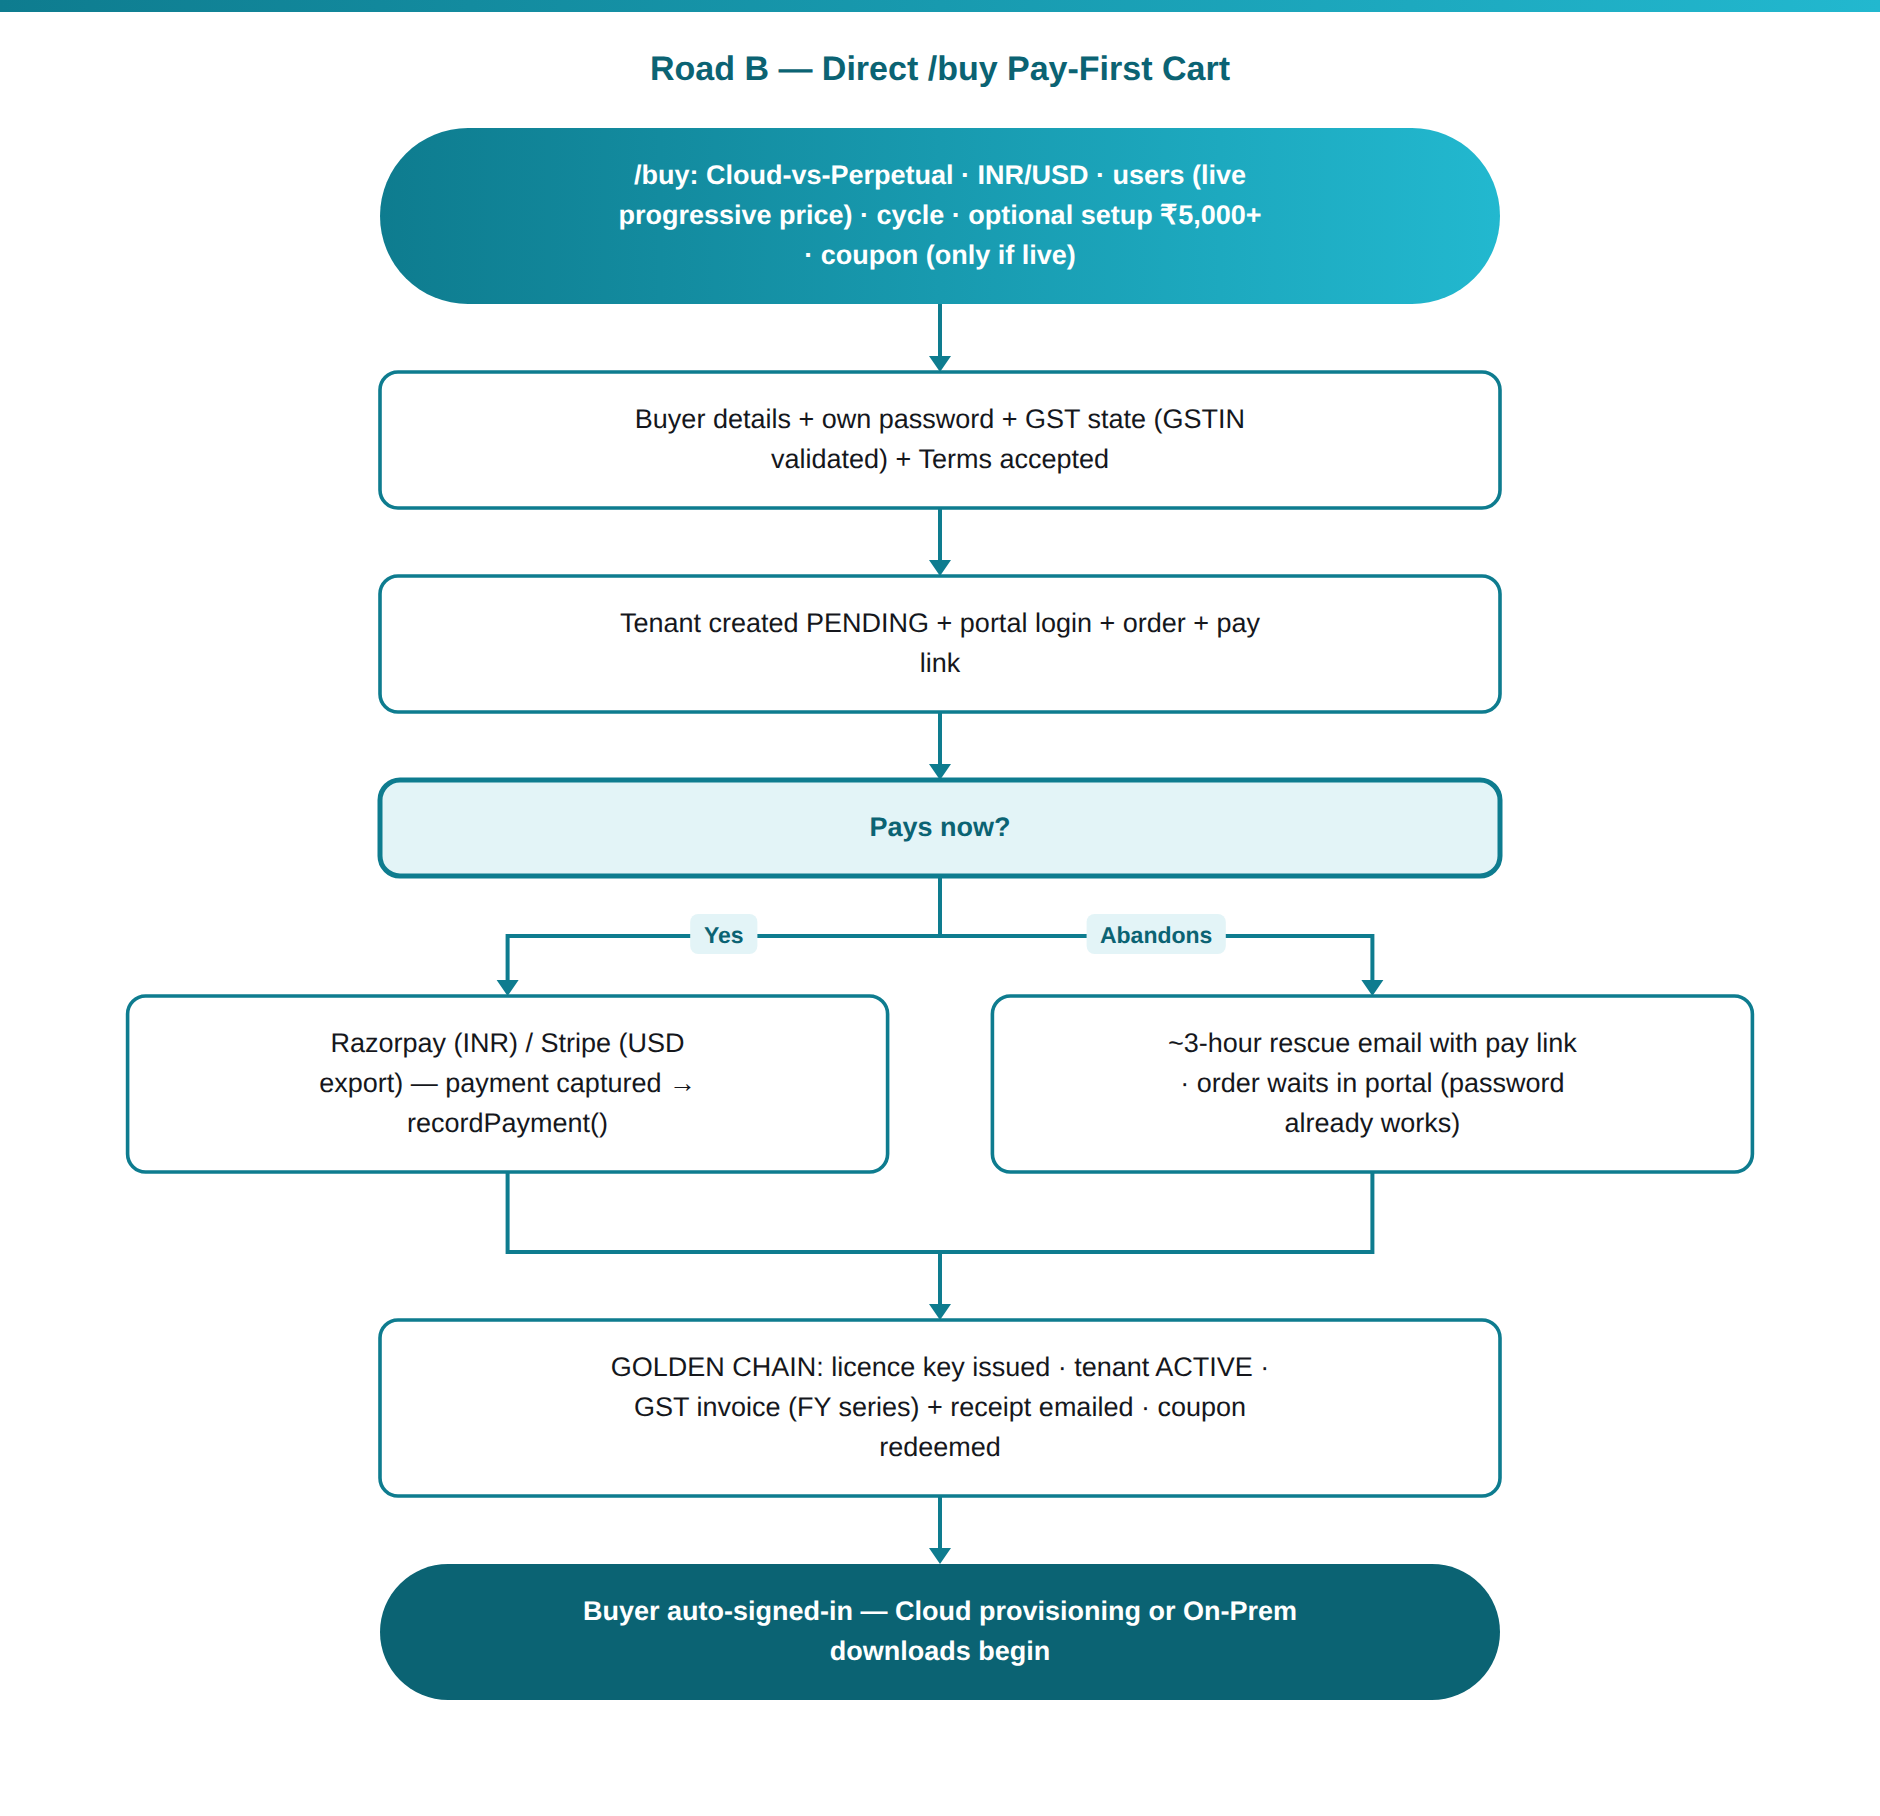 Road B — Direct /buy Pay-First Cart
/buy: Cloud-vs-Perpetual · INR/USD · users (live
progressive price) · cycle · optional setup ₹5,000+
· coupon (only if live)
Buyer details + own password + GST state (GSTIN
validated) + Terms accepted
Tenant created PENDING + portal login + order + pay
link
Pays now?
Yes
Abandons
Razorpay (INR) / Stripe (USD
export) — payment captured →
recordPayment()
~3-hour rescue email with pay link
· order waits in portal (password
already works)
GOLDEN CHAIN: licence key issued · tenant ACTIVE ·
GST invoice (FY series) + receipt emailed · coupon
redeemed
Buyer auto-signed-in — Cloud provisioning or On-Prem
downloads begin